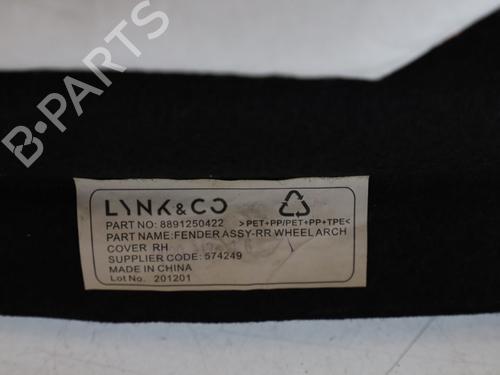 B-PARTS
LYNK & CO
PART NO: 8891250422 >PET+PP/PET+PP+TPE<
PART NAME: FENDER ASSY-RR WHEEL ARCH
COVER RH
SUPPLIER CODE: 574249
MADE IN CHINA
Lot No. 201201